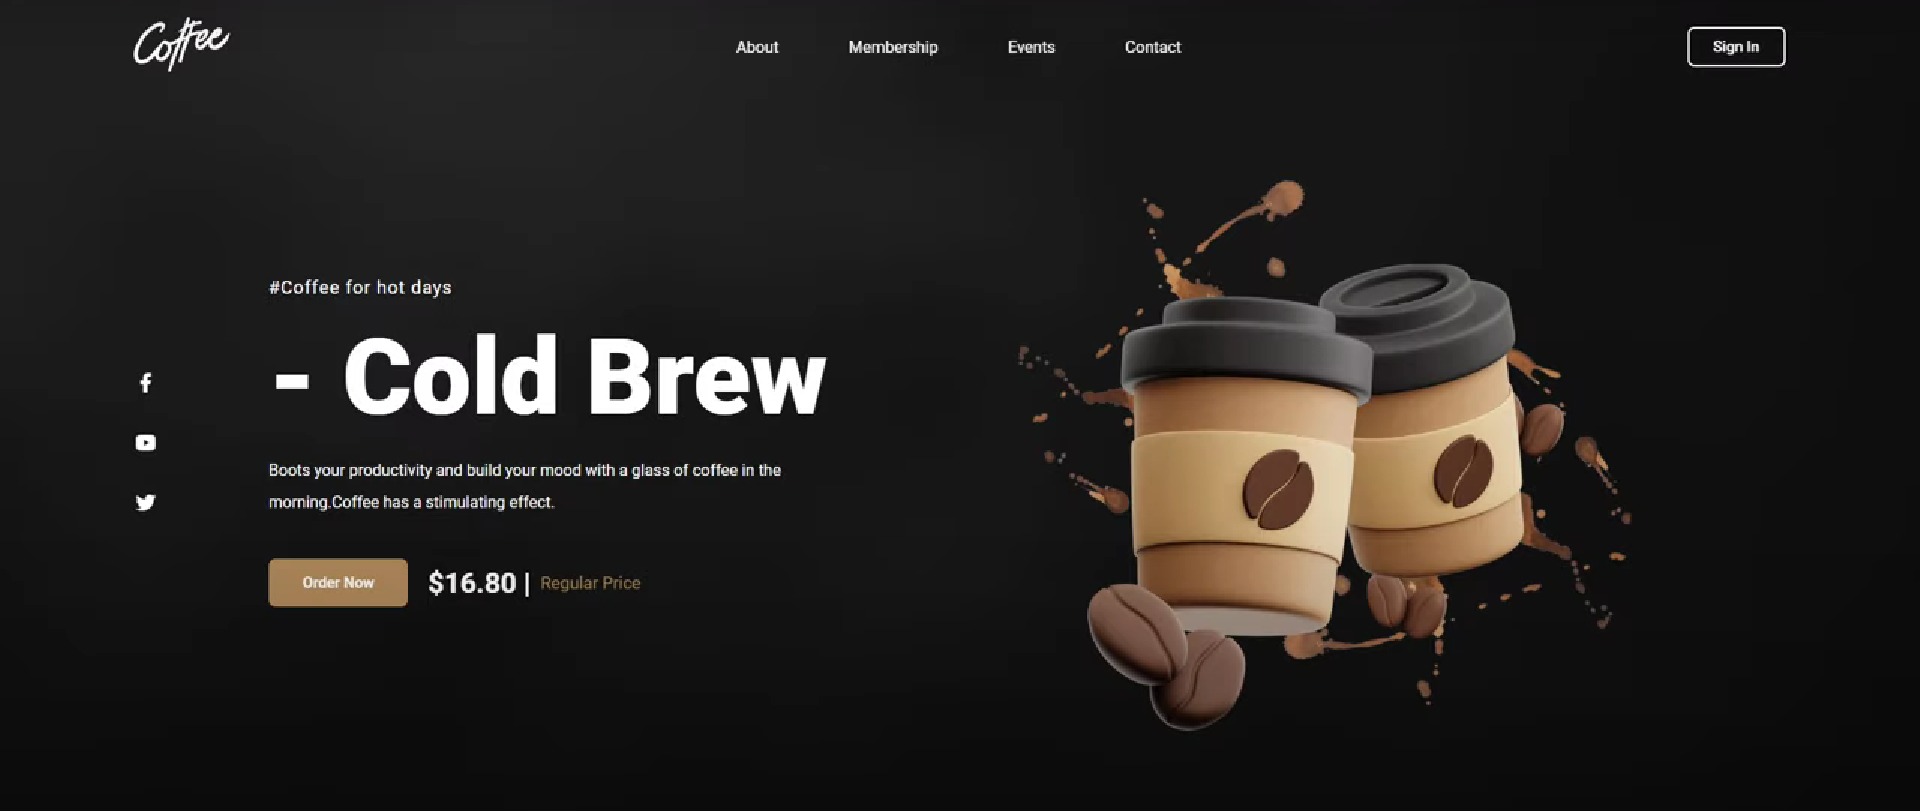 Coffee
About Membership Events Contact
Sign In
#Coffee for hot days
- Cold Brew
Boots your productivity and build your mood with a glass of coffee in the
morning.Coffee has a stimulating effect.
Order Now $16.80 | Regular Price